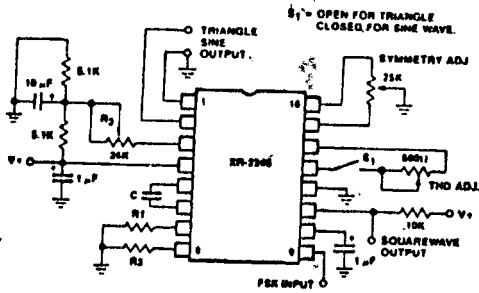 S1 = OPEN FOR TRIANGLE
CLOSED, FOR SINE WAVE.
TRIANGLE
SINE
OUTPUT
SYMMETRY ADJ
25K
5.1K
10 µF
+
R3
5.1K
24K
V+
+
1 µF
C
R1
R2
1
16
XR-2206
8
9
S1
500Ω
THD ADJ.
V+
10K
SQUAREWAVE
OUTPUT
+
1 µF
FSK INPUT